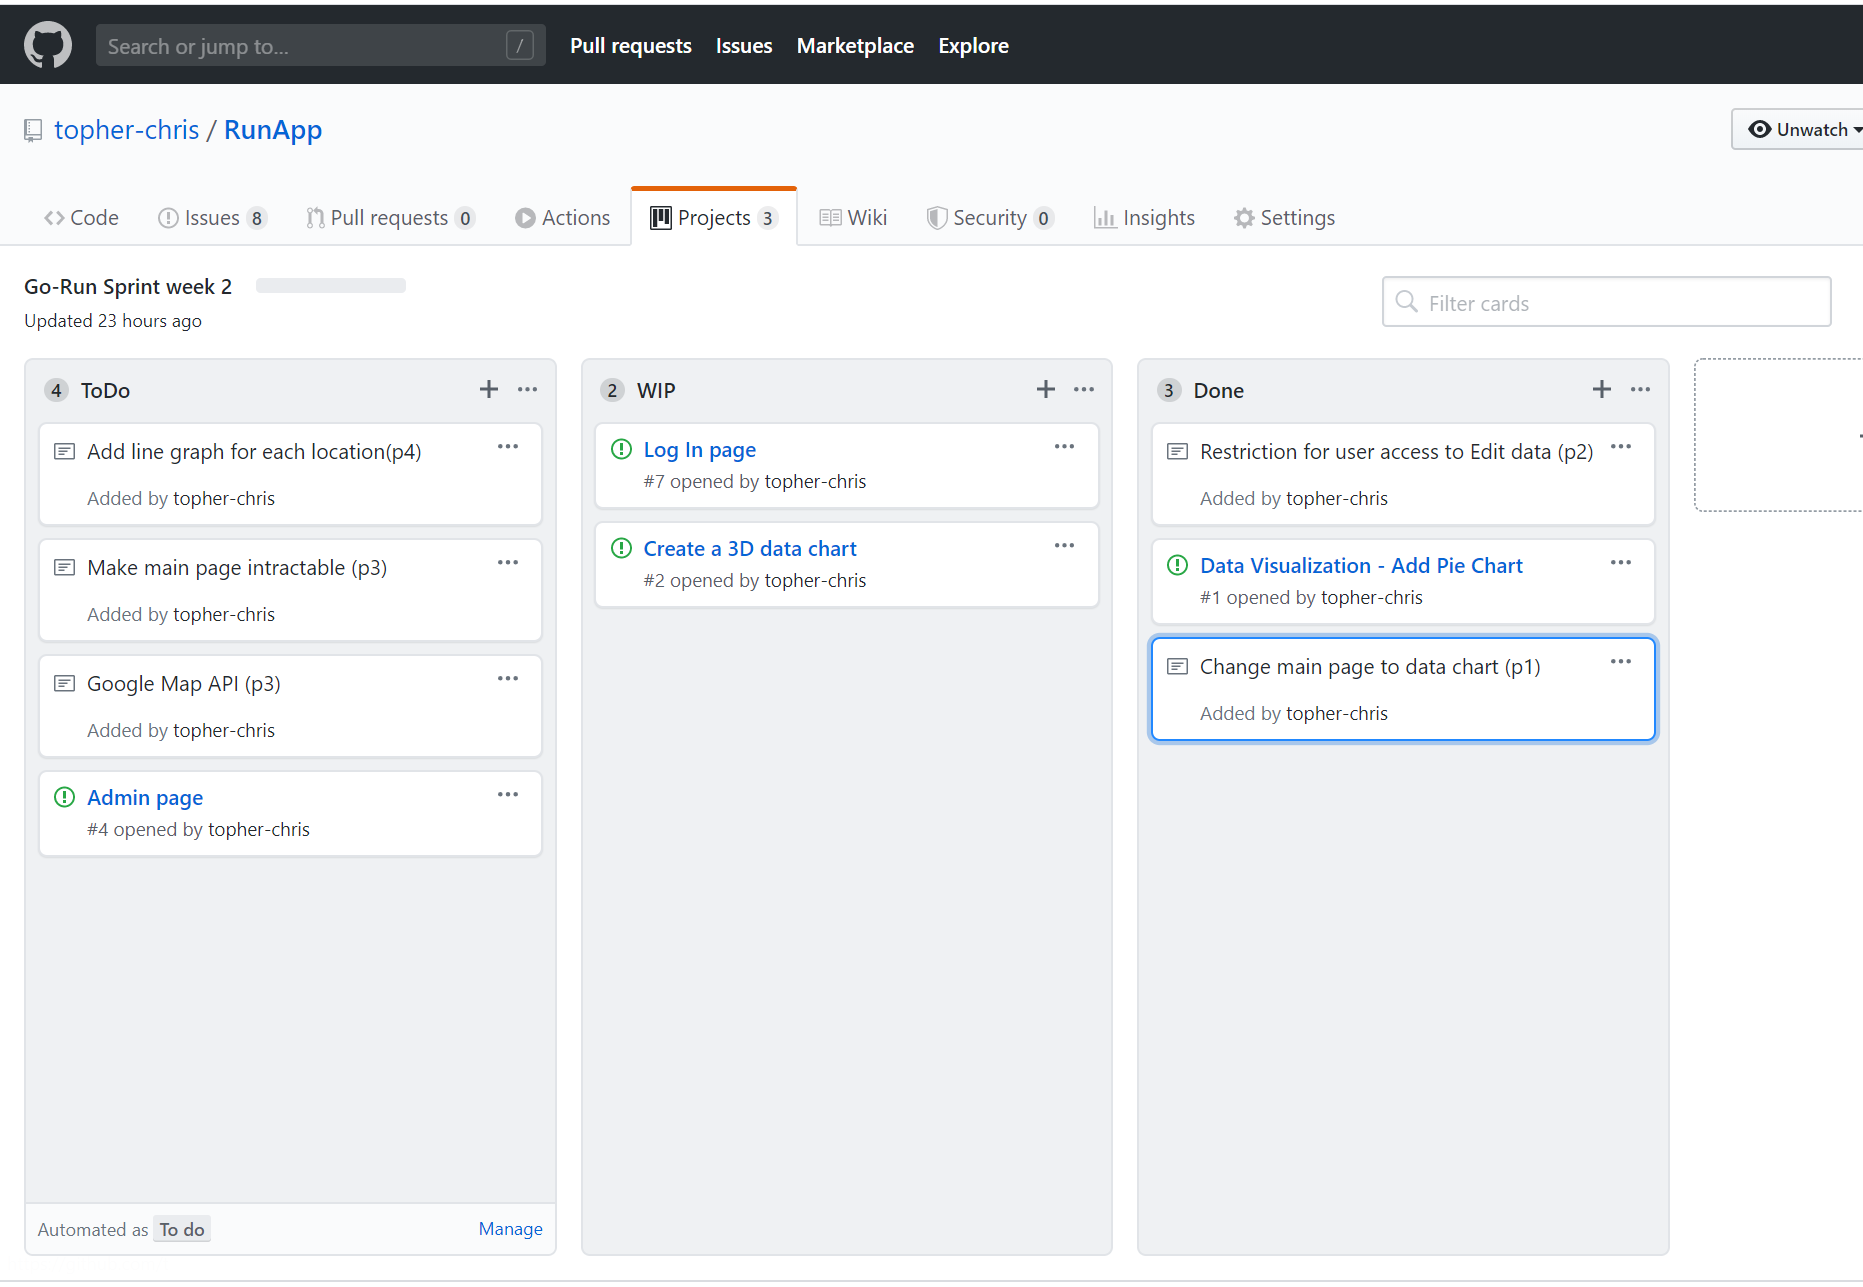 Search or jump to... /
Pull requests Issues Marketplace Explore
topher-chris / RunApp
Unwatch
Code Issues 8 Pull requests 0 Actions Projects 3 Wiki Security 0 Insights Settings
Go-Run Sprint week 2
Updated 23 hours ago
Filter cards
4 ToDo
Add line graph for each location(p4)
Added by topher-chris
Make main page intractable (p3)
Added by topher-chris
Google Map API (p3)
Added by topher-chris
Admin page
#4 opened by topher-chris
Automated as To do
Manage
2 WIP
Log In page
#7 opened by topher-chris
Create a 3D data chart
#2 opened by topher-chris
3 Done
Restriction for user access to Edit data (p2)
Added by topher-chris
Data Visualization - Add Pie Chart
#1 opened by topher-chris
Change main page to data chart (p1)
Added by topher-chris